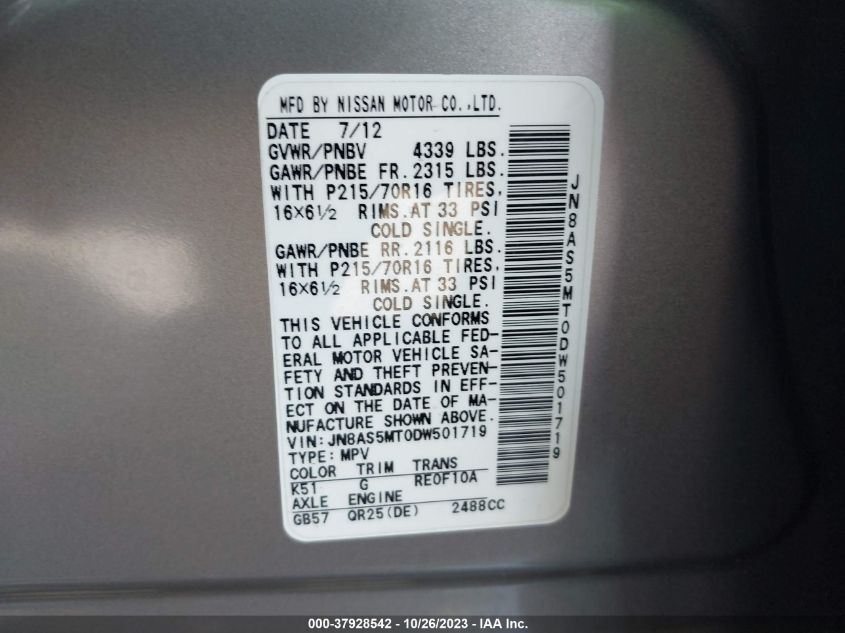 MFD BY NISSAN MOTOR CO.,LTD.
DATE 7/12
GVWR/PNBV 4339 LBS.
GAWR/PNBE FR. 2315 LBS.
WITH P215/70R16 TIRES,
16×6½ RIMS.AT 33 PSI
COLD SINGLE.
GAWR/PNBE RR. 2116 LBS.
WITH P215/70R16 TIRES,
16×6½ RIMS.AT 33 PSI
COLD SINGLE.
THIS VEHICLE CONFORMS
TO ALL APPLICABLE FED-
ERAL MOTOR VEHICLE SA-
FETY AND THEFT PREVEN-
TION STANDARDS IN EFF-
ECT ON THE DATE OF MA-
NUFACTURE SHOWN ABOVE.
VIN: JN8AS5MT0DW501719
TYPE: MPV
COLOR TRIM TRANS
K51 G RE0F10A
AXLE ENGINE
GB57 QR25(DE) 2488CC
JN8AS5MT0DW501719
000-37928542 - 10/26/2023 - IAA Inc.